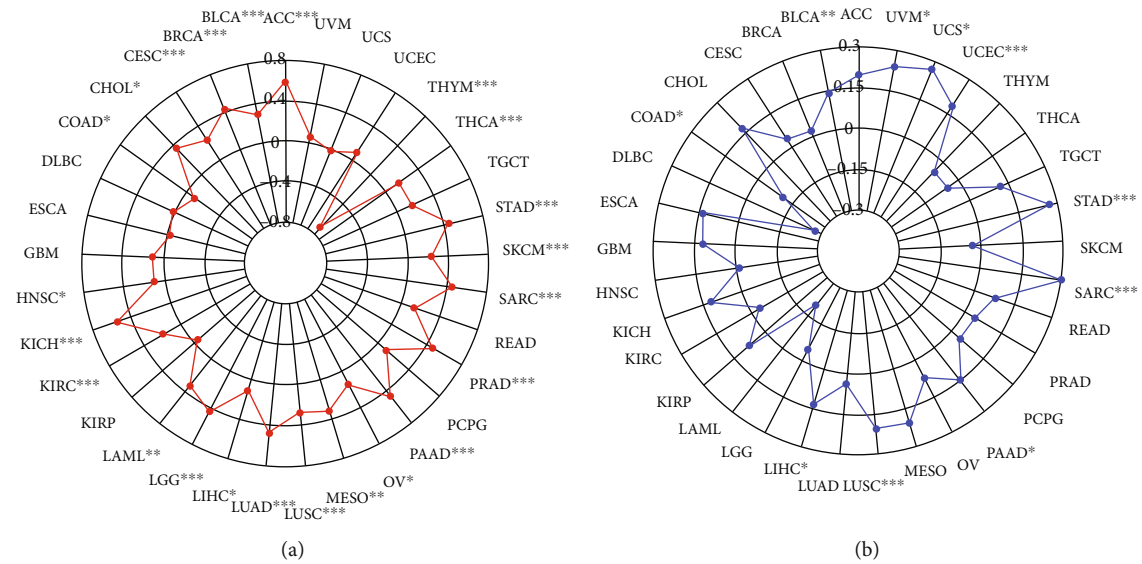 ACC***
UVM
UCS
UCEC
THYM***
THCA***
TGCT
STAD***
SKCM***
SARC***
READ
PRAD***
PCPG
PAAD***
OV*
MESO**
LUSC***
LUAD***
LIHC*
LGG***
LAML**
KIRP
KIRC***
KICH***
HNSC*
GBM
ESCA
DLBC
COAD*
CHOL*
CESC***
BRCA***
BLCA***
0.8
0.4
0
−0.4
−0.8
(a)
ACC
UVM*
UCS*
UCEC***
THYM
THCA
TGCT
STAD***
SKCM
SARC***
READ
PRAD
PCPG
PAAD*
OV
MESO
LUSC***
LUAD
LIHC*
LGG
LAML
KIRP
KIRC
KICH
HNSC
GBM
ESCA
DLBC
COAD*
CHOL
CESC
BRCA
BLCA**
0.3
0.15
0
−0.15
−0.3
(b)